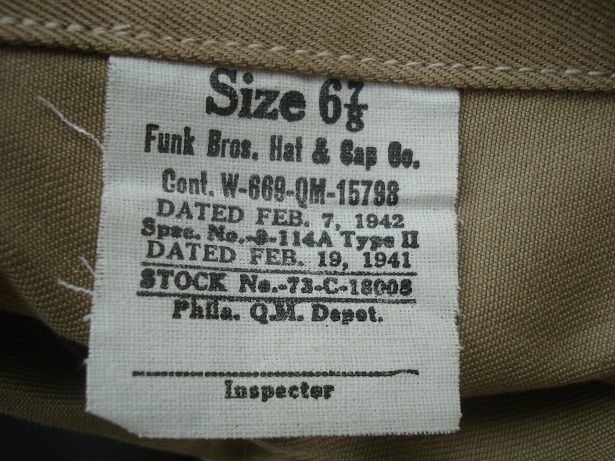 Size 6⅞
Funk Bros. Hat & Cap Co.
Cont. W-669-QM-15798
DATED FEB. 7, 1942
Spec. No.-8-114A Type II
DATED FEB. 19, 1941
STOCK No.-73-C-18008
Phila. Q.M. Depot.
Inspector